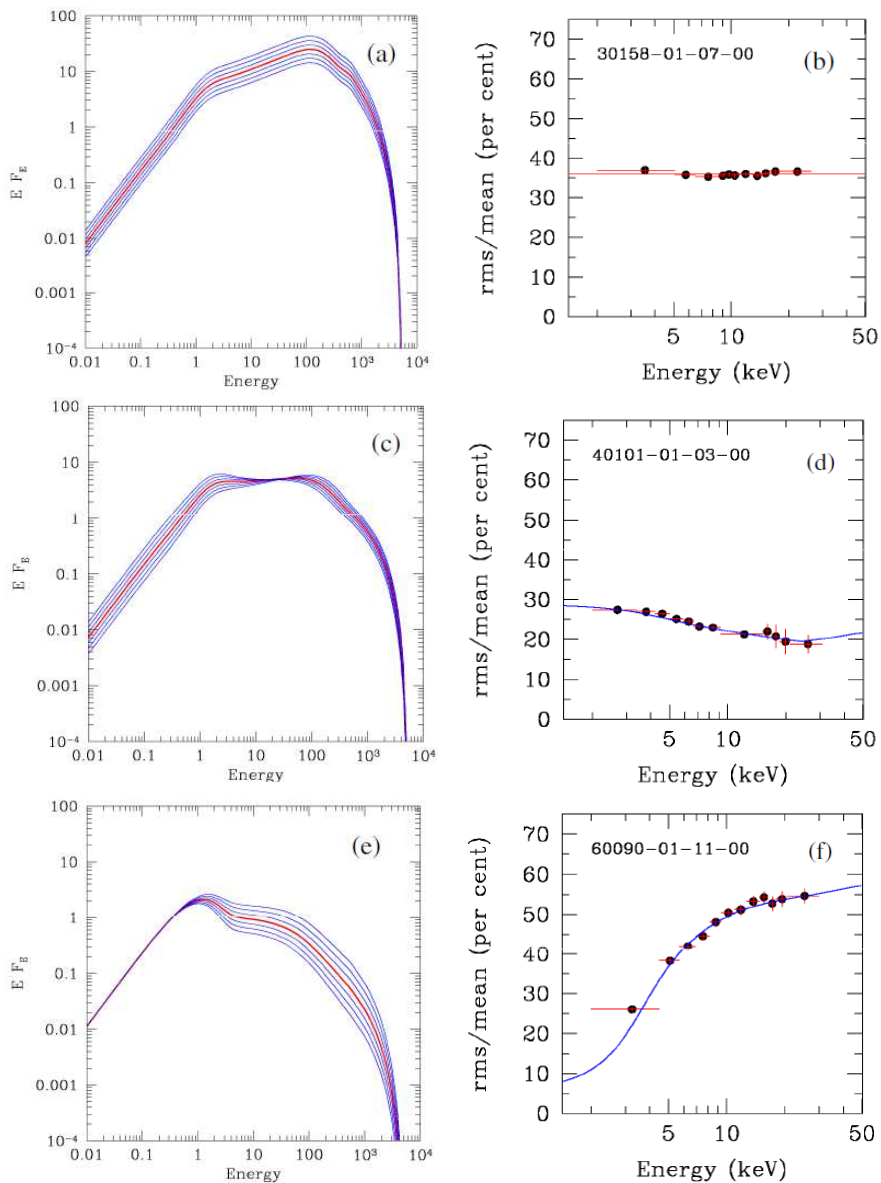 100
10
1
0.1
0.01
0.001
10⁻⁴
E F_E
(a)
0.01 0.1 1 10 100 10³ 10⁴
Energy
70
60
50
40
30
20
10
0
rms/mean (per cent)
30158-01-07-00
(b)
5 10 50
Energy (keV)
100
10
1
0.1
0.01
0.001
10⁻⁴
E F_E
(c)
0.01 0.1 1 10 100 10³ 10⁴
Energy
70
60
50
40
30
20
10
0
rms/mean (per cent)
40101-01-03-00
(d)
5 10 50
Energy (keV)
100
10
1
0.1
0.01
0.001
10⁻⁴
E F_E
(e)
0.01 0.1 1 10 100 10³ 10⁴
Energy
70
60
50
40
30
20
10
0
rms/mean (per cent)
60090-01-11-00
(f)
5 10 50
Energy (keV)